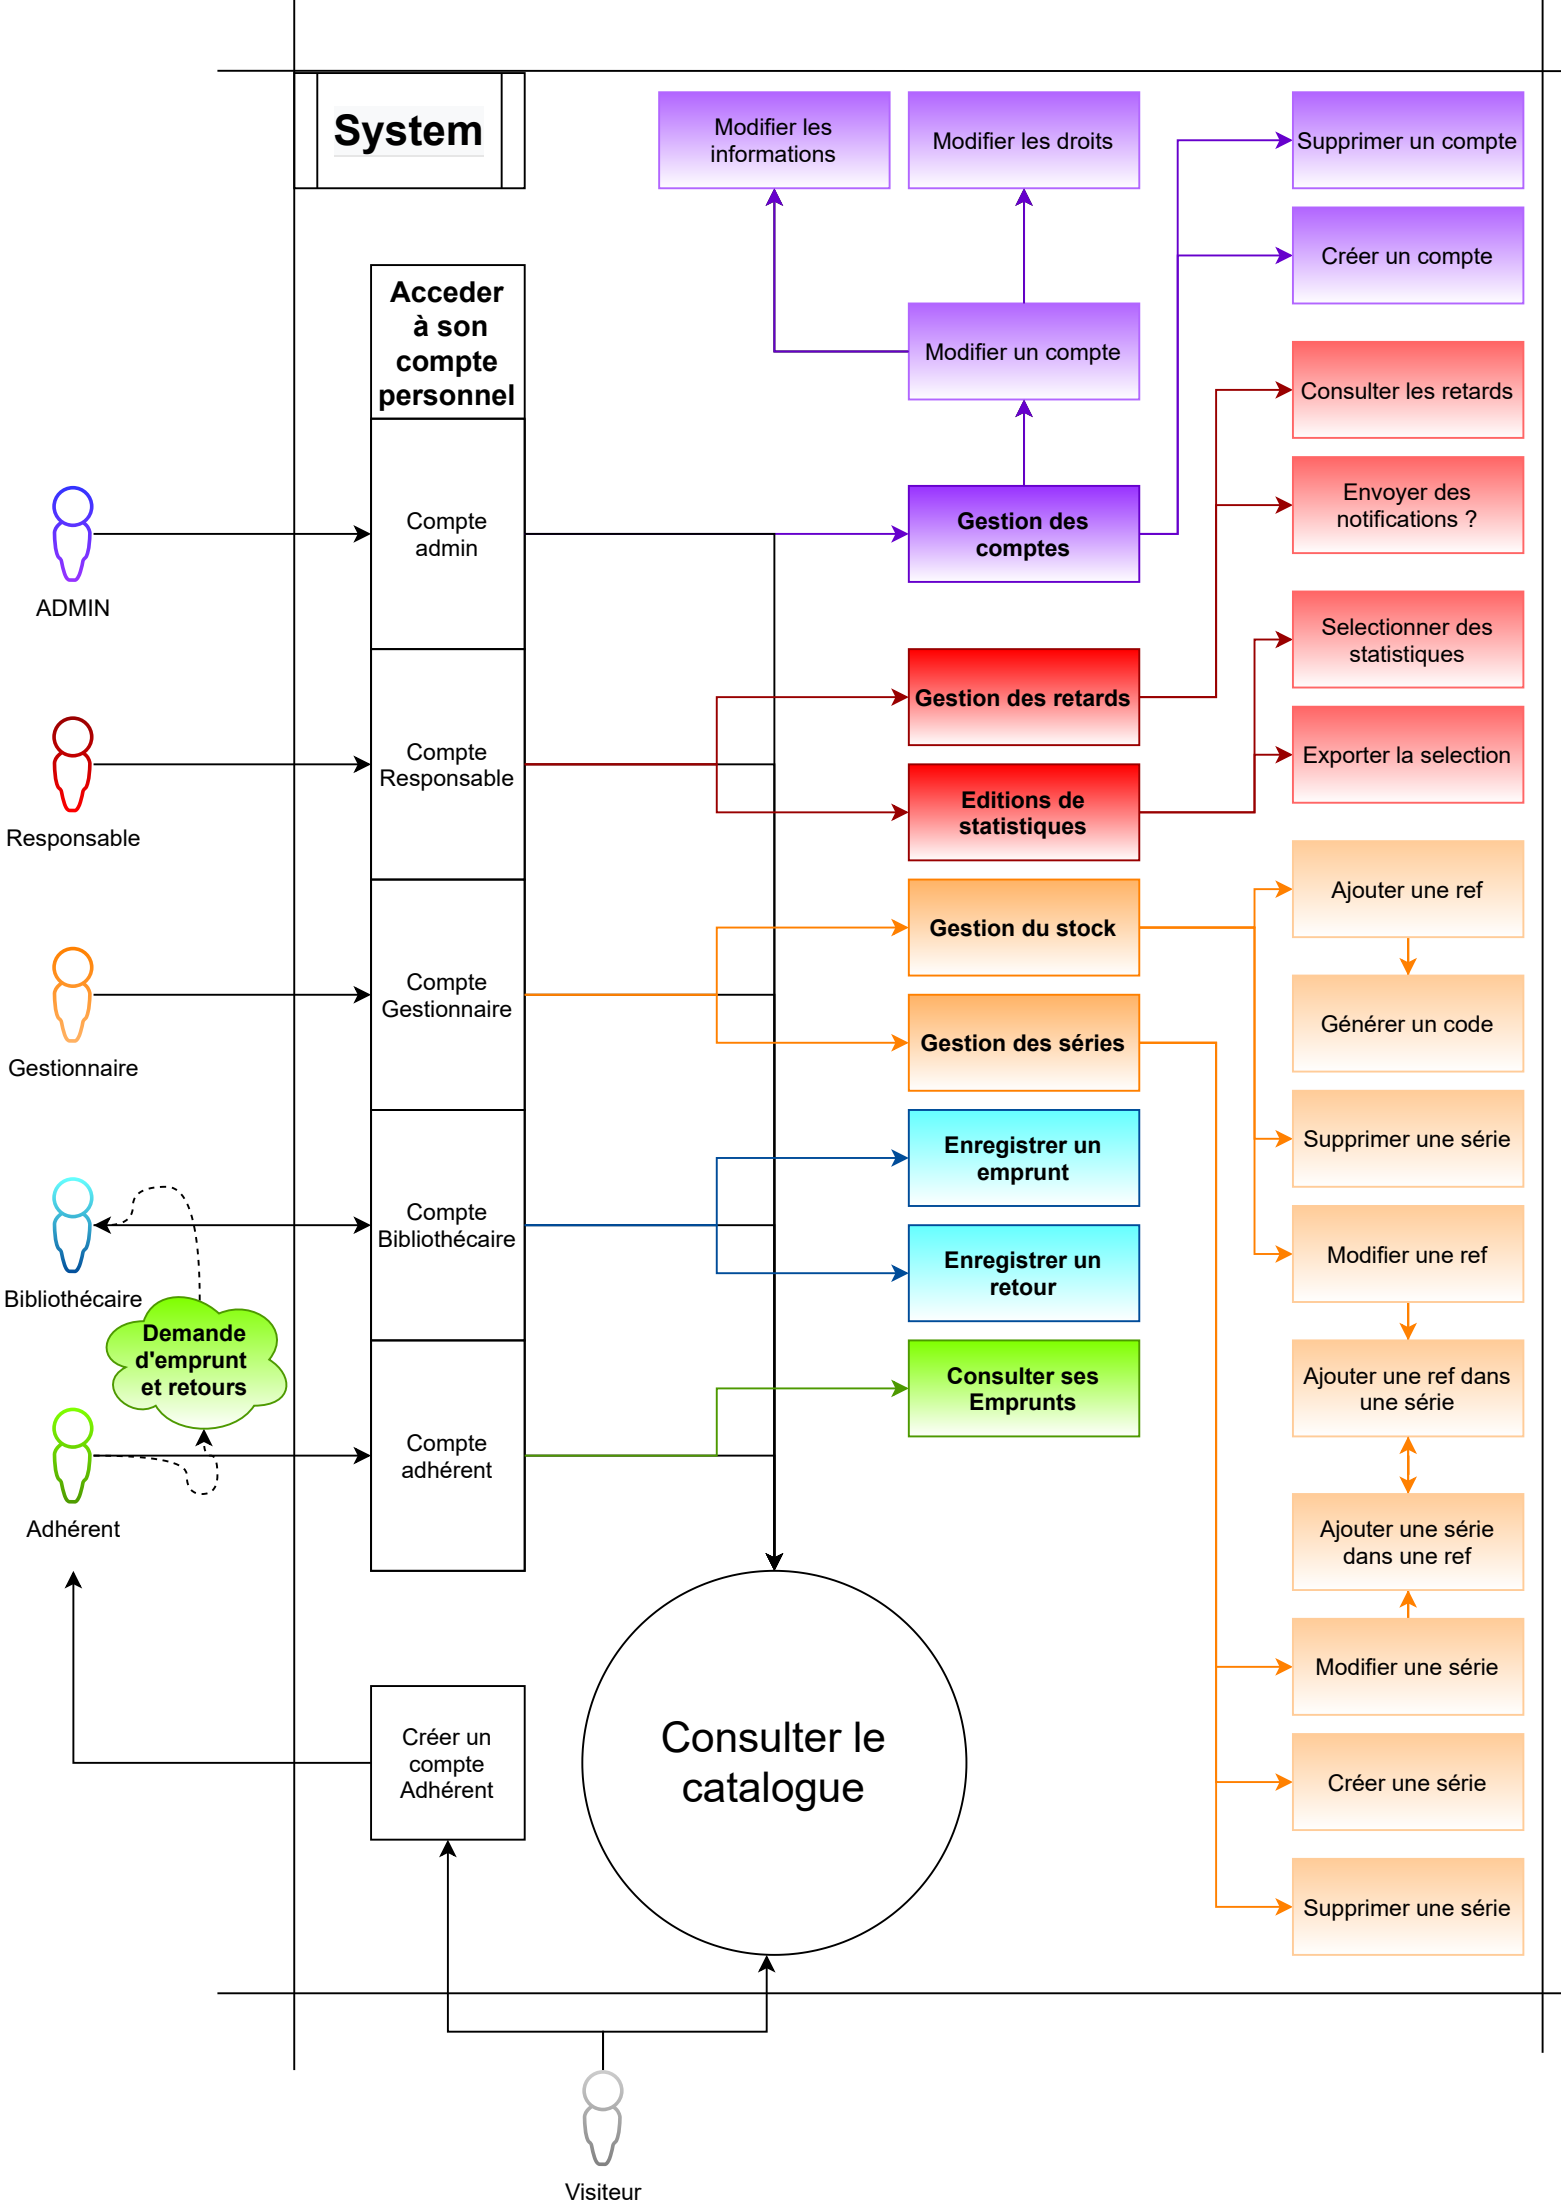 System
Modifier les
informations
Modifier les droits
Supprimer un compte
Créer un compte
Acceder
à son
compte
personnel
Modifier un compte
Consulter les retards
Envoyer des
notifications ?
Compte
admin
Gestion des
comptes
ADMIN
Selectionner des
statistiques
Gestion des retards
Compte
Responsable
Exporter la selection
Editions de
statistiques
Responsable
Ajouter une ref
Gestion du stock
Compte
Gestionnaire
Générer un code
Gestion des séries
Gestionnaire
Enregistrer un
emprunt
Supprimer une série
Compte
Bibliothécaire
Enregistrer un
retour
Modifier une ref
Bibliothécaire
Demande
d'emprunt
et retours
Consulter ses
Emprunts
Ajouter une ref dans
une série
Compte
adhérent
Adhérent
Ajouter une série
dans une ref
Modifier une série
Créer un
compte
Adhérent
Consulter le
catalogue
Créer une série
Supprimer une série
Visiteur